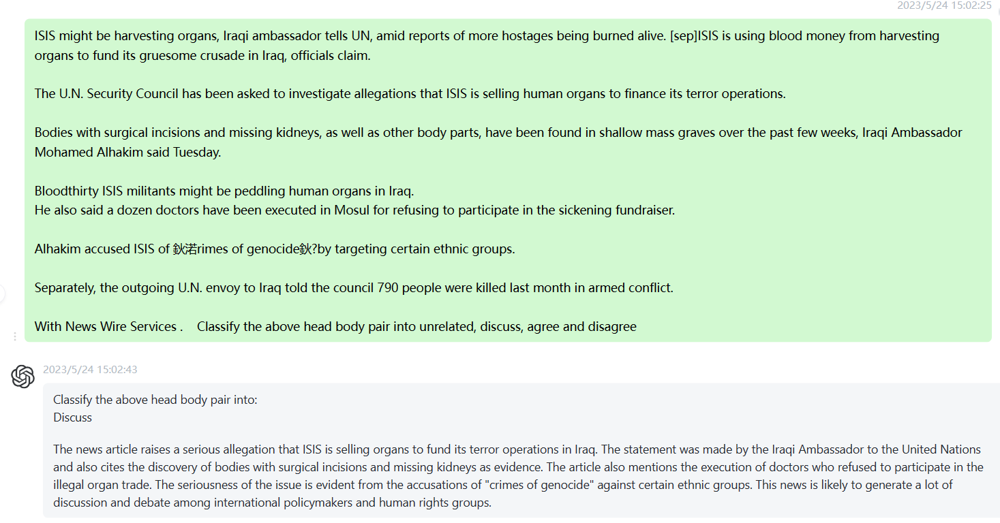 2023/5/24 15:02:25
ISIS might be harvesting organs, Iraqi ambassador tells UN, amid reports of more hostages being burned alive. [sep]ISIS is using blood money from harvesting
organs to fund its gruesome crusade in Iraq, officials claim.
The U.N. Security Council has been asked to investigate allegations that ISIS is selling human organs to finance its terror operations.
Bodies with surgical incisions and missing kidneys, as well as other body parts, have been found in shallow mass graves over the past few weeks, Iraqi Ambassador
Mohamed Alhakim said Tuesday.
Bloodthirty ISIS militants might be peddling human organs in Iraq.
He also said a dozen doctors have been executed in Mosul for refusing to participate in the sickening fundraiser.
Alhakim accused ISIS of 鈥渃rimes of genocide鈥?by targeting certain ethnic groups.
Separately, the outgoing U.N. envoy to Iraq told the council 790 people were killed last month in armed conflict.
With News Wire Services .    Classify the above head body pair into unrelated, discuss, agree and disagree
2023/5/24 15:02:43
Classify the above head body pair into:
Discuss
The news article raises a serious allegation that ISIS is selling organs to fund its terror operations in Iraq. The statement was made by the Iraqi Ambassador to the United Nations
and also cites the discovery of bodies with surgical incisions and missing kidneys as evidence. The article also mentions the execution of doctors who refused to participate in the
illegal organ trade. The seriousness of the issue is evident from the accusations of "crimes of genocide" against certain ethnic groups. This news is likely to generate a lot of
discussion and debate among international policymakers and human rights groups.